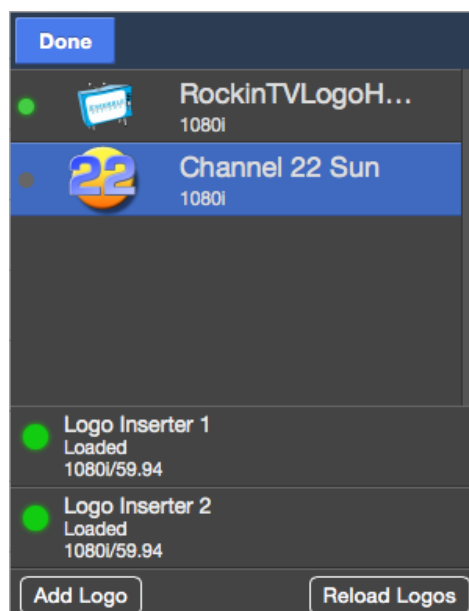 Done
RockinTVLogoH...
1080i
22
Channel 22 Sun
1080i
Logo Inserter 1
Loaded
1080i/59.94
Logo Inserter 2
Loaded
1080i/59.94
Add Logo
Reload Logos